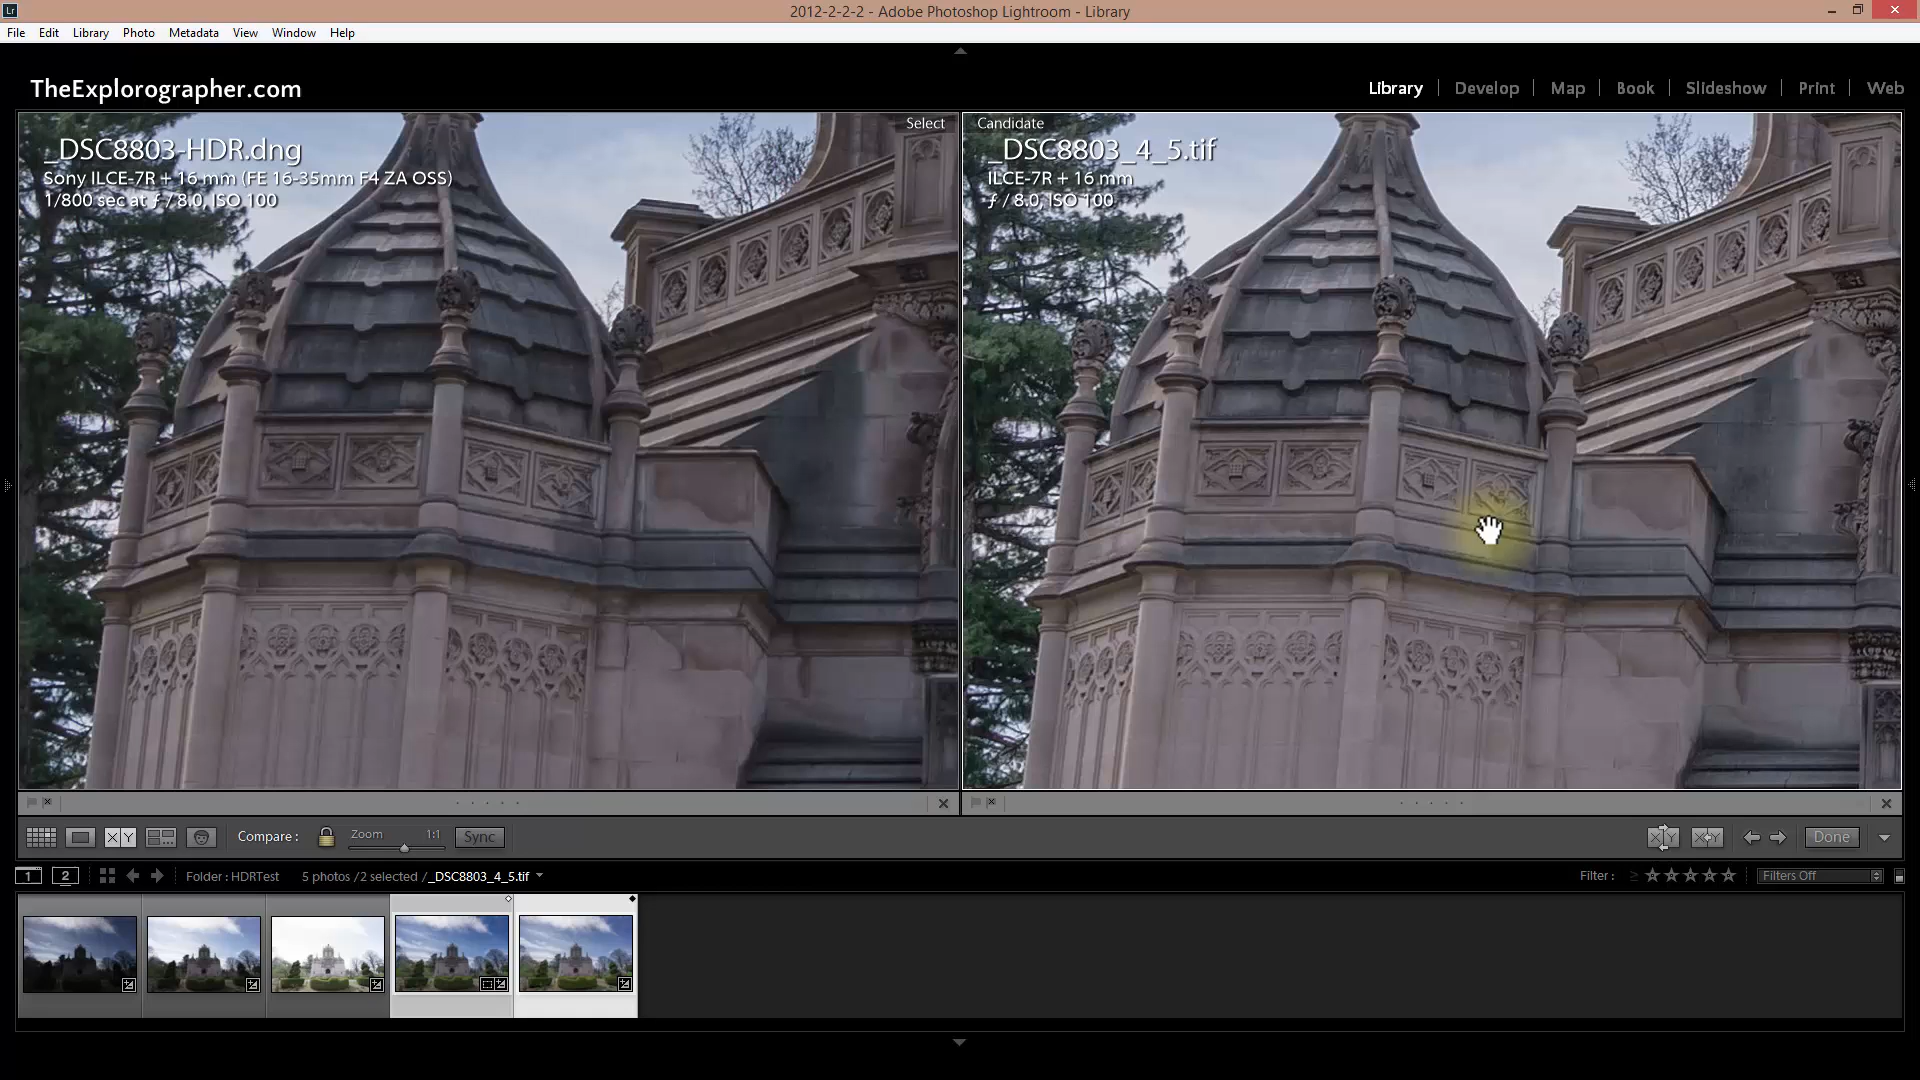 Lr
2012-2-2-2 - Adobe Photoshop Lightroom - Library
File Edit Library Photo Metadata View Window Help
TheExplorographer.com
Library Develop Map Book Slideshow Print Web
Select
_DSC8803-HDR.dng
Sony ILCE-7R + 16 mm (FE 16-35mm F4 ZA OSS)
1/800 sec at ƒ / 8.0, ISO 100
Candidate
_DSC8803_4_5.tif
ILCE-7R + 16 mm
ƒ / 8.0, ISO 100
X Y Compare : Zoom 1:1 Sync X Y X Y Done
1 2 Folder : HDRTest 5 photos / 2 selected / _DSC8803_4_5.tif Filter : ≥ Filters Off